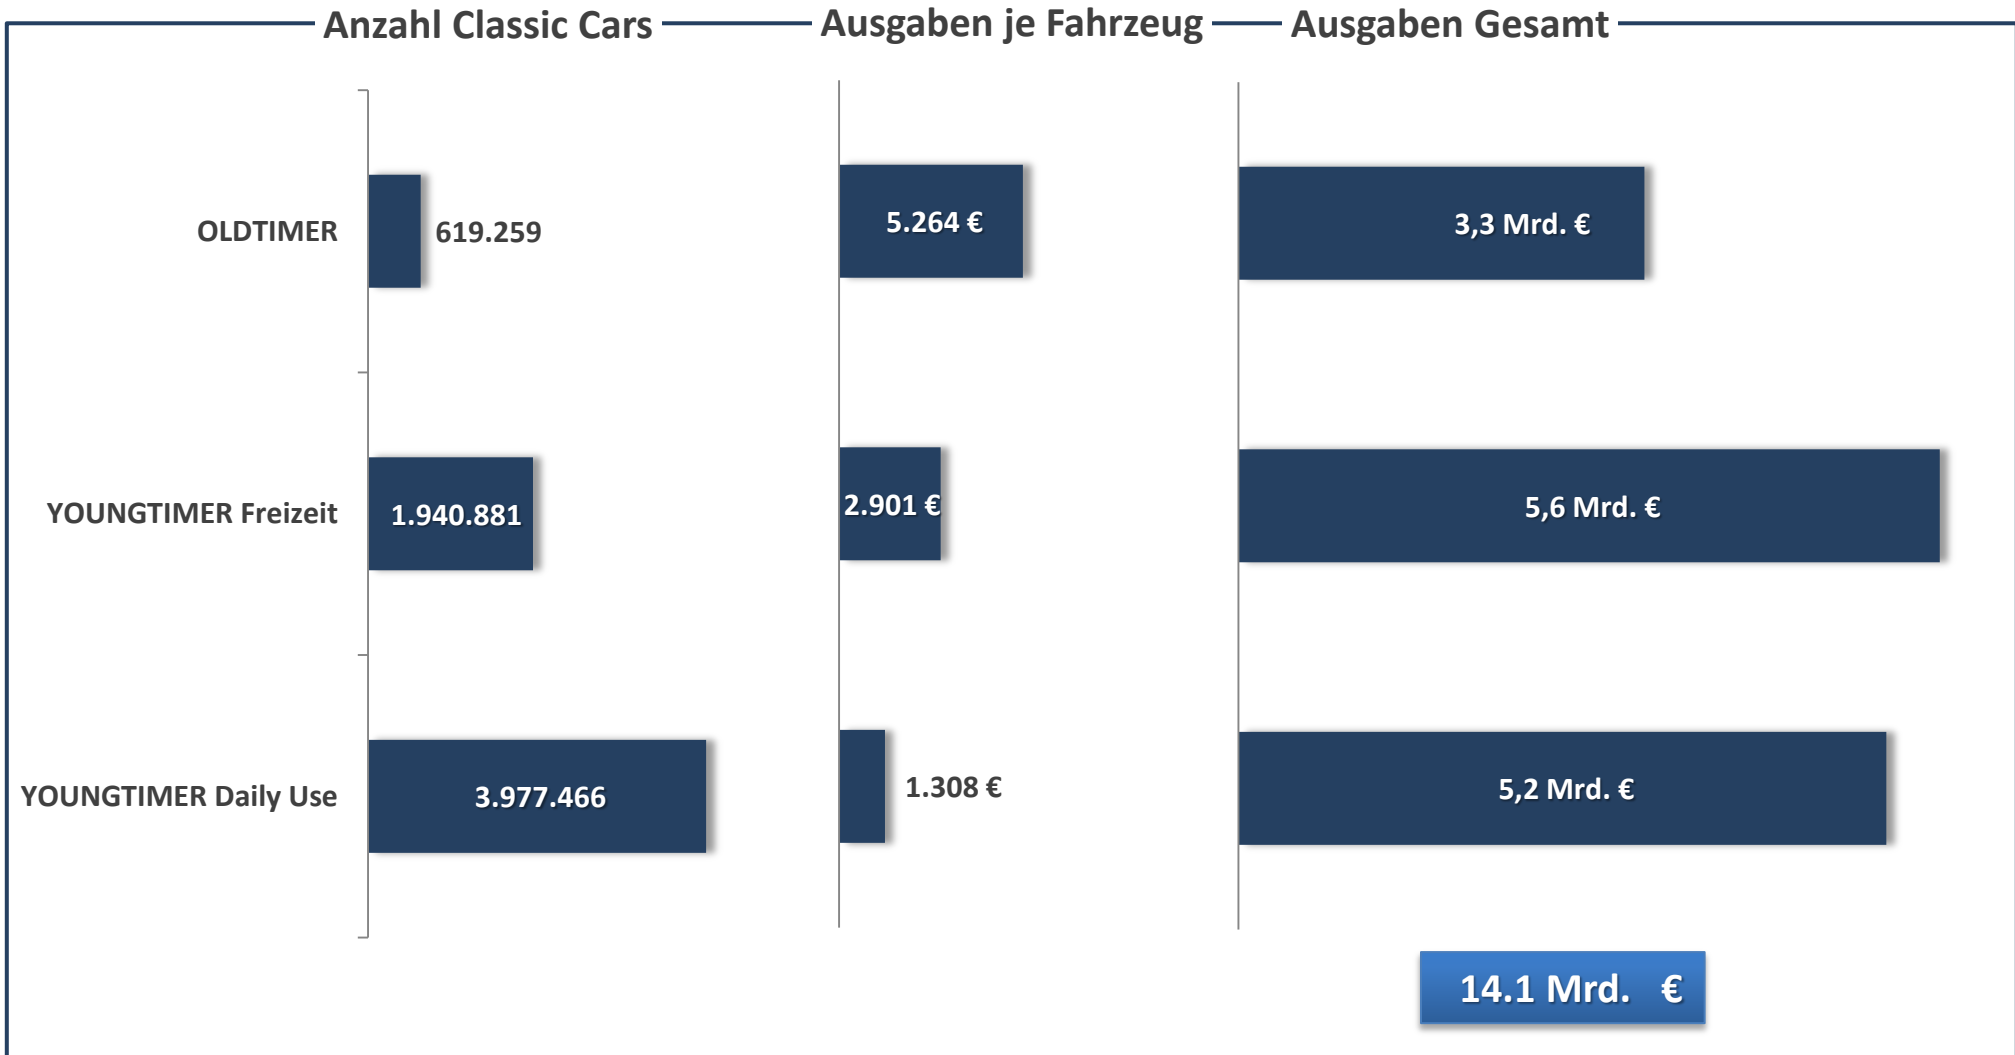 Anzahl Classic Cars
Ausgaben je Fahrzeug
Ausgaben Gesamt
OLDTIMER
619.259
5.264 €
3,3 Mrd. €
YOUNGTIMER Freizeit
1.940.881
2.901 €
5,6 Mrd. €
YOUNGTIMER Daily Use
3.977.466
1.308 €
5,2 Mrd. €
14.1 Mrd. €